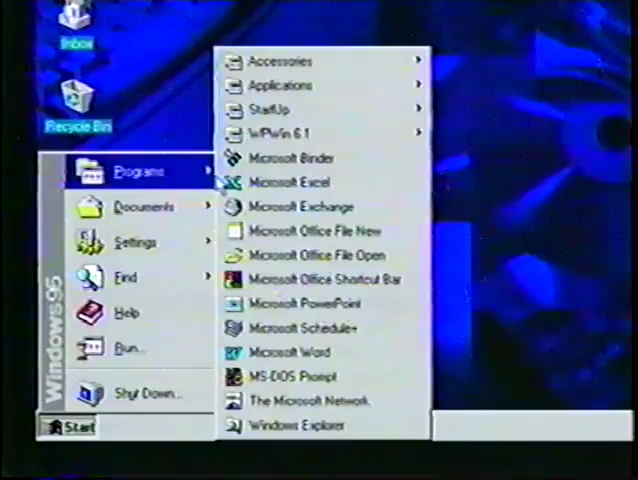 Inbox
Recycle Bin
Programs
Documents
Settings
Find
Help
Run...
Shut Down...
Windows95
Start
Accessories
Applications
StartUp
WPWin 6.1
Microsoft Binder
Microsoft Excel
Microsoft Exchange
Microsoft Office File New
Microsoft Office File Open
Microsoft Office Shortcut Bar
Microsoft PowerPoint
Microsoft Schedule+
Microsoft Word
MS-DOS Prompt
The Microsoft Network
Windows Explorer